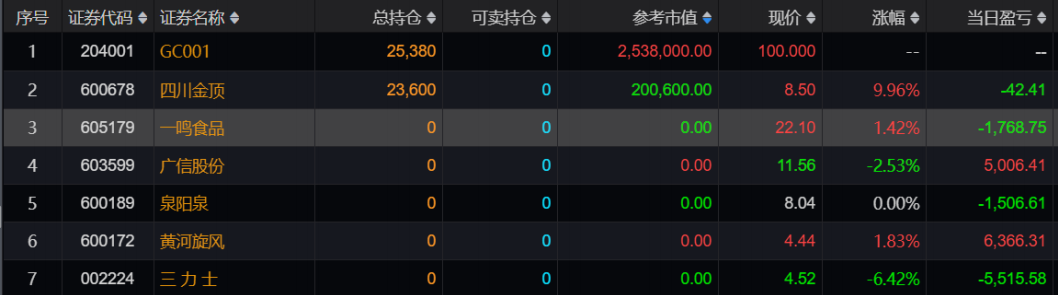 序号 证券代码 证券名称 总持仓 可卖持仓 参考市值 现价 涨幅 当日盈亏
1 204001 GC001 25,380 0 2,538,000.00 100.000 -- --
2 600678 四川金顶 23,600 0 200,600.00 8.50 9.96% -42.41
3 605179 一鸣食品 0 0 0.00 22.10 1.42% -1,768.75
4 603599 广信股份 0 0 0.00 11.56 -2.53% 5,006.41
5 600189 泉阳泉 0 0 0.00 8.04 0.00% -1,506.61
6 600172 黄河旋风 0 0 0.00 4.44 1.83% 6,366.31
7 002224 三 力 士 0 0 0.00 4.52 -6.42% -5,515.58